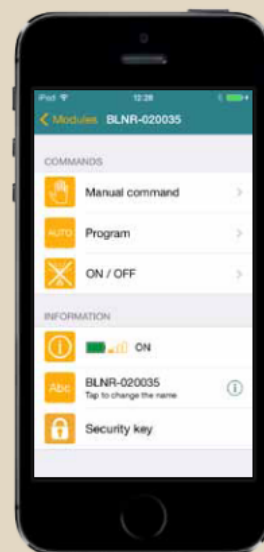 iPod 12:28
Modules BLNR-020035
COMMANDS
Manual command
AUTO Program
ON / OFF
INFORMATION
ON
Abc BLNR-020035
Tap to change the name
Security key